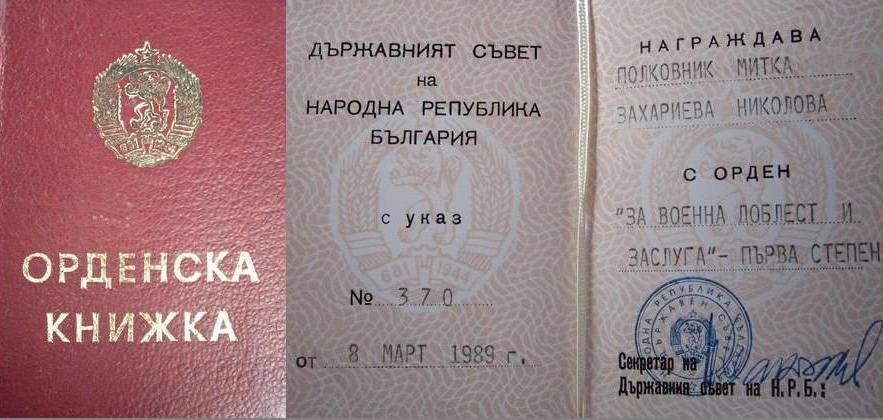 ОРДЕНСКА
КНИЖКА
ДЪРЖАВНИЯТ СЪВЕТ
на
НАРОДНА РЕПУБЛИКА
БЪЛГАРИЯ
с указ
№ 370
от 8 МАРТ 1989 г.
НАГРАЖДАВА
ПОЛКОВНИК МИТКА
ЗАХАРИЕВА НИКОЛОВА
С ОРДЕН
"ЗА ВОЕННА ДОБЛЕСТ И
ЗАСЛУГА"- ПЪРВА СТЕПЕН
Секретар на
Държавния съвет на Н.Р.Б.: